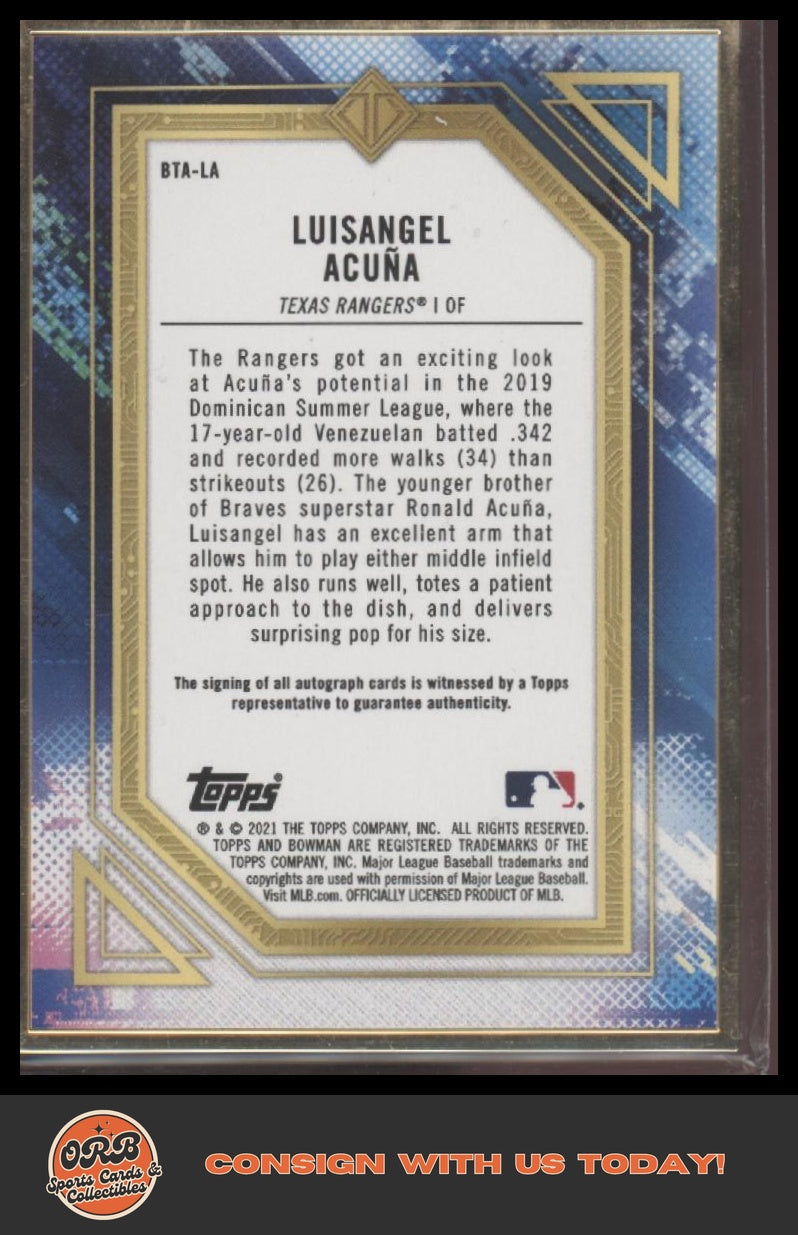 BTA-LA
LUISANGEL
ACUÑA
TEXAS RANGERS® | OF
The Rangers got an exciting look
at Acuña's potential in the 2019
Dominican Summer League, where the
17-year-old Venezuelan batted .342
and recorded more walks (34) than
strikeouts (26). The younger brother
of Braves superstar Ronald Acuña,
Luisangel has an excellent arm that
allows him to play either middle infield
spot. He also runs well, totes a patient
approach to the dish, and delivers
surprising pop for his size.
The signing of all autograph cards is witnessed by a Topps
representative to guarantee authenticity.
Topps®
® & © 2021 THE TOPPS COMPANY, INC. ALL RIGHTS RESERVED.
TOPPS AND BOWMAN ARE REGISTERED TRADEMARKS OF THE
TOPPS COMPANY, INC. Major League Baseball trademarks and
copyrights are used with permission of Major League Baseball.
Visit MLB.com. OFFICIALLY LICENSED PRODUCT OF MLB.
ORB
Sports Cards &
Collectibles
CONSIGN WITH US TODAY!